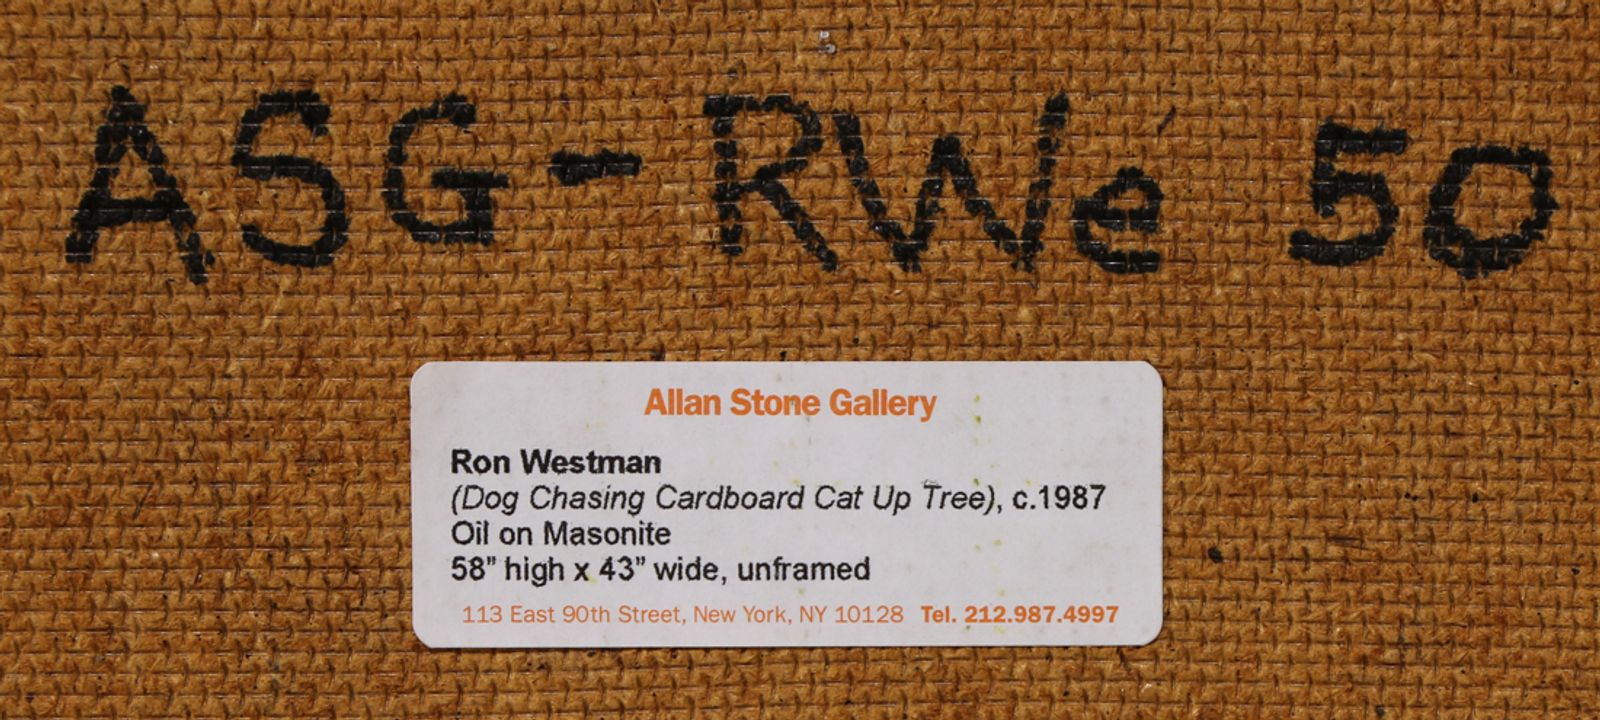 ASG-RWe 50
Allan Stone Gallery
Ron Westman
(Dog Chasing Cardboard Cat Up Tree), c.1987
Oil on Masonite
58” high x 43” wide, unframed
113 East 90th Street, New York, NY 10128 Tel. 212.987.4997